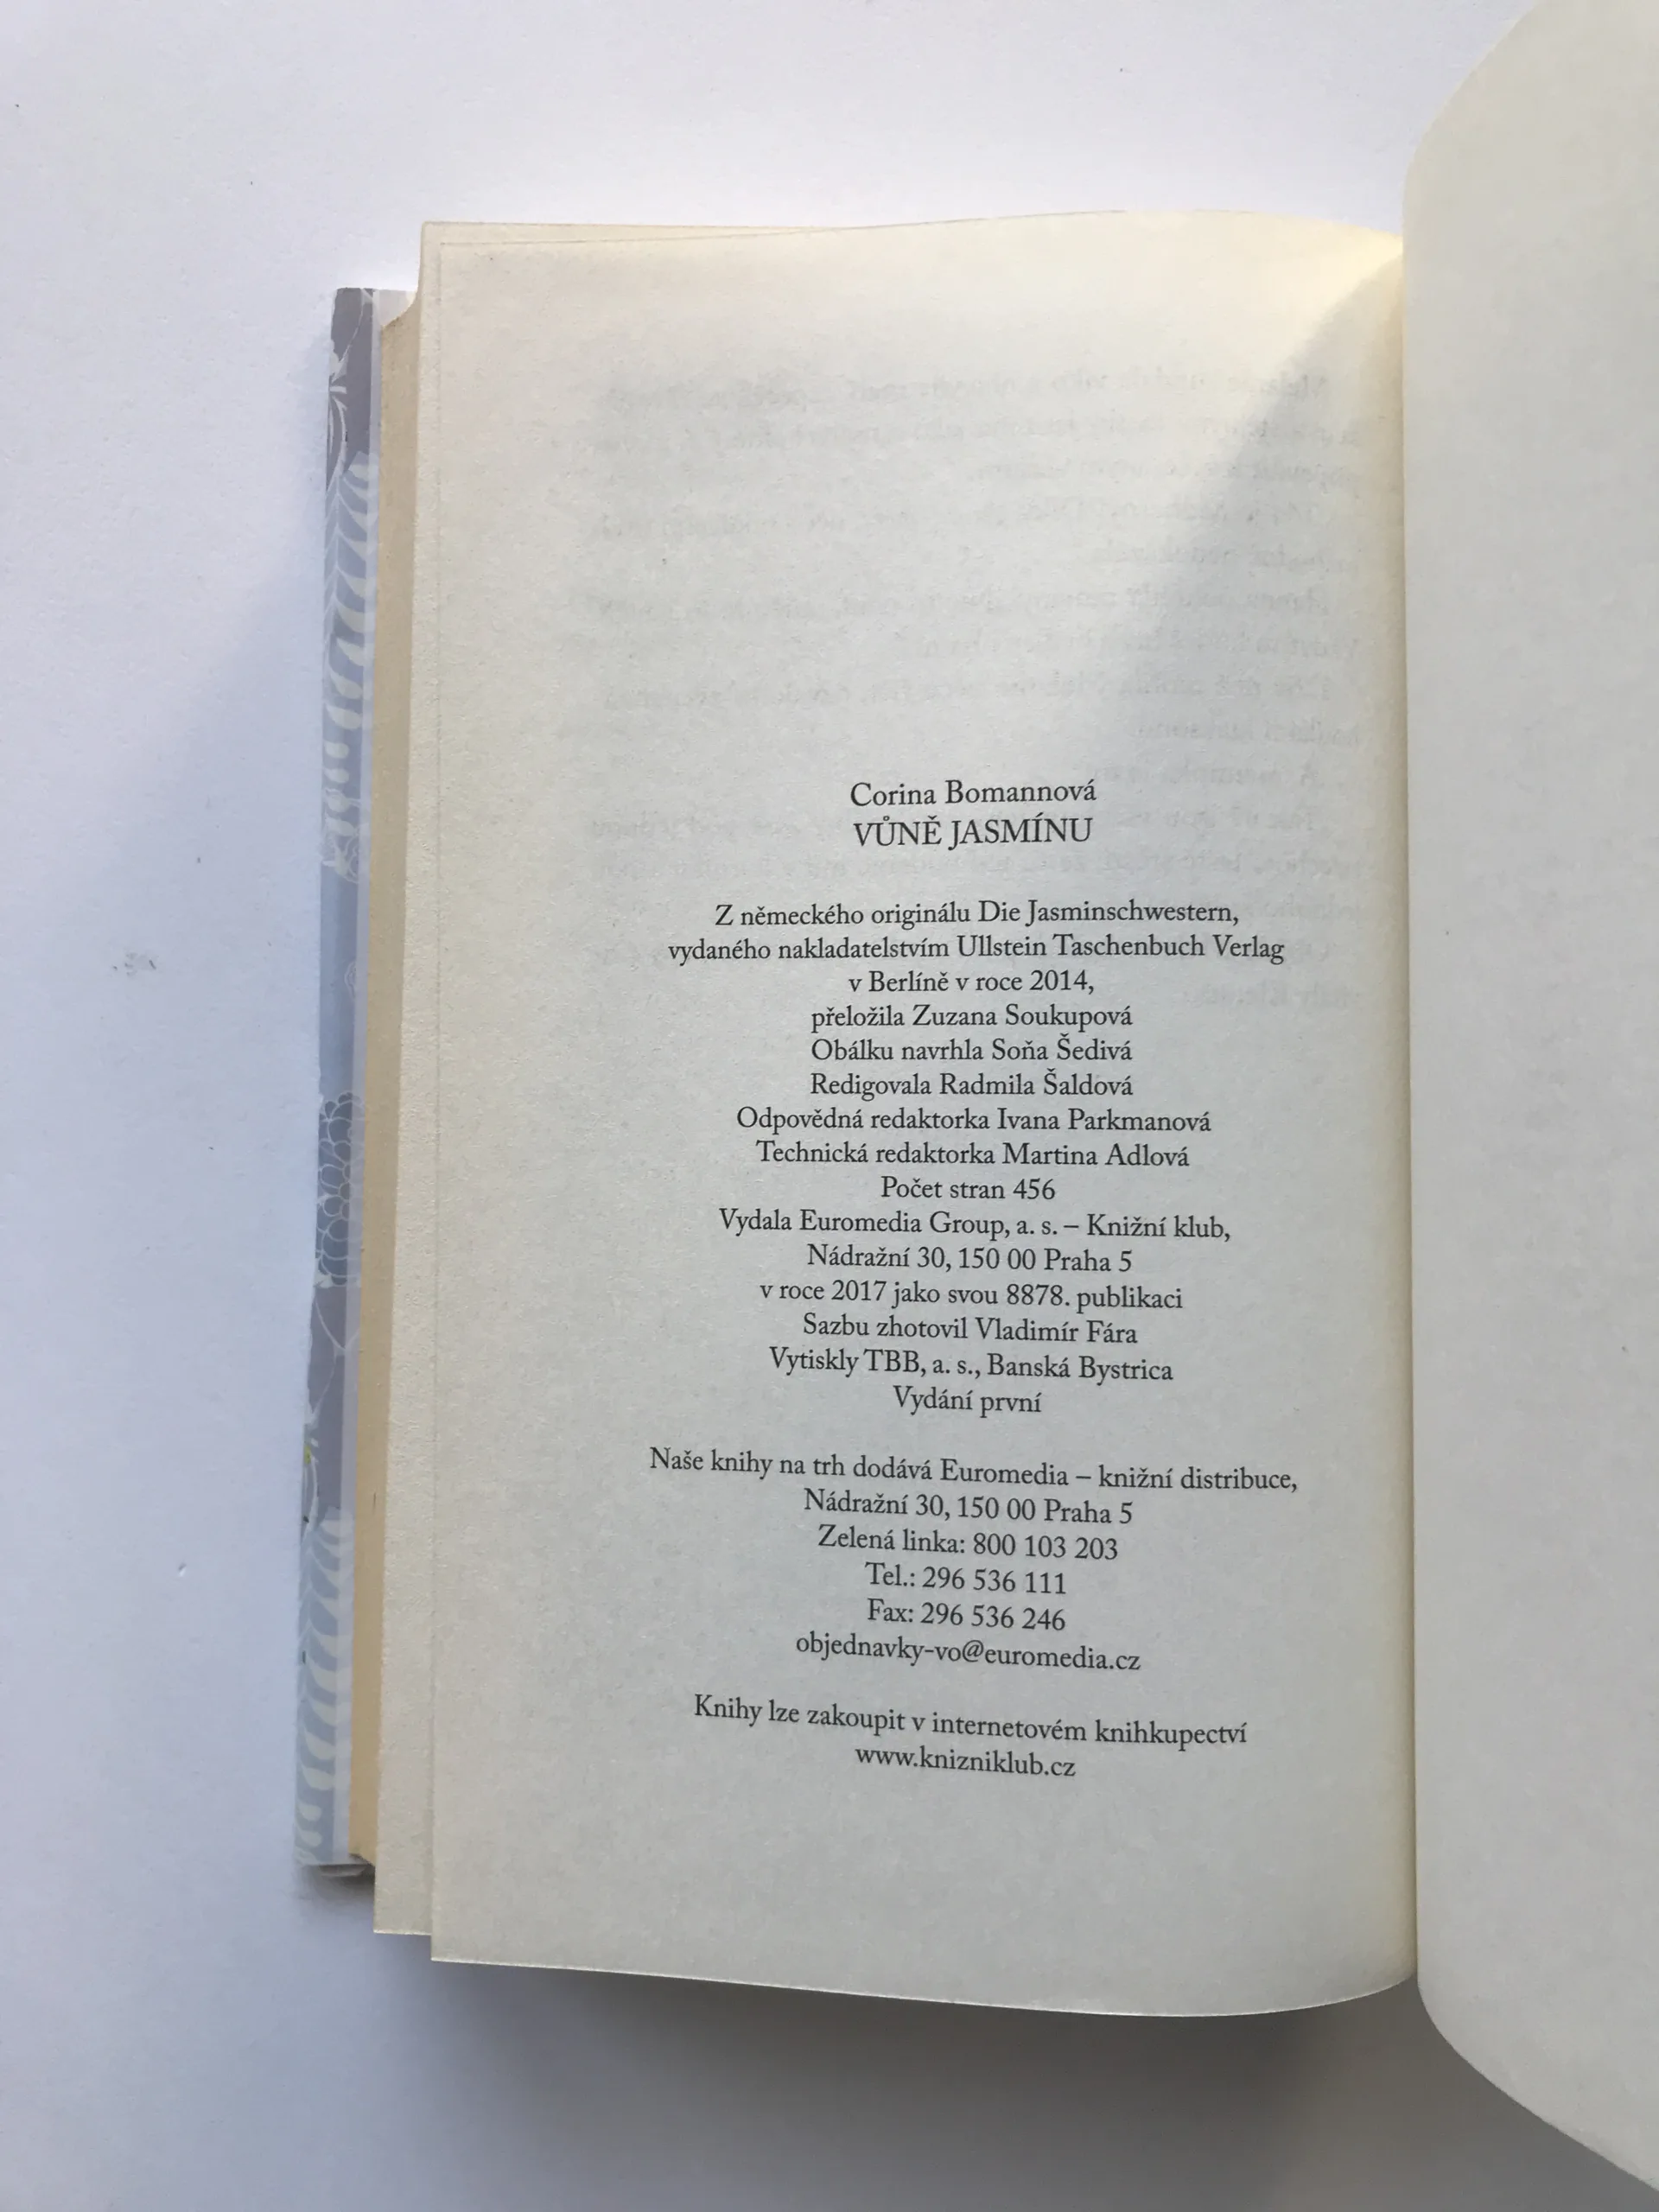 Corina Bomannová
VŮNĚ JASMÍNU
Z německého originálu Die Jasminschwestern,
vydaného nakladatelstvím Ullstein Taschenbuch Verlag
v Berlíně v roce 2014,
přeložila Zuzana Soukupová
Obálku navrhla Soňa Šedivá
Redigovala Radmila Šaldová
Odpovědná redaktorka Ivana Parkmanová
Technická redaktorka Martina Adlová
Počet stran 456
Vydala Euromedia Group, a. s. – Knižní klub,
Nádražní 30, 150 00 Praha 5
v roce 2017 jako svou 8878. publikaci
Sazbu zhotovil Vladimír Fára
Vytiskly TBB, a. s., Banská Bystrica
Vydání první
Naše knihy na trh dodává Euromedia – knižní distribuce,
Nádražní 30, 150 00 Praha 5
Zelená linka: 800 103 203
Tel.: 296 536 111
Fax: 296 536 246
objednavky-vo@euromedia.cz
Knihy lze zakoupit v internetovém knihkupectví
www.knizniklub.cz